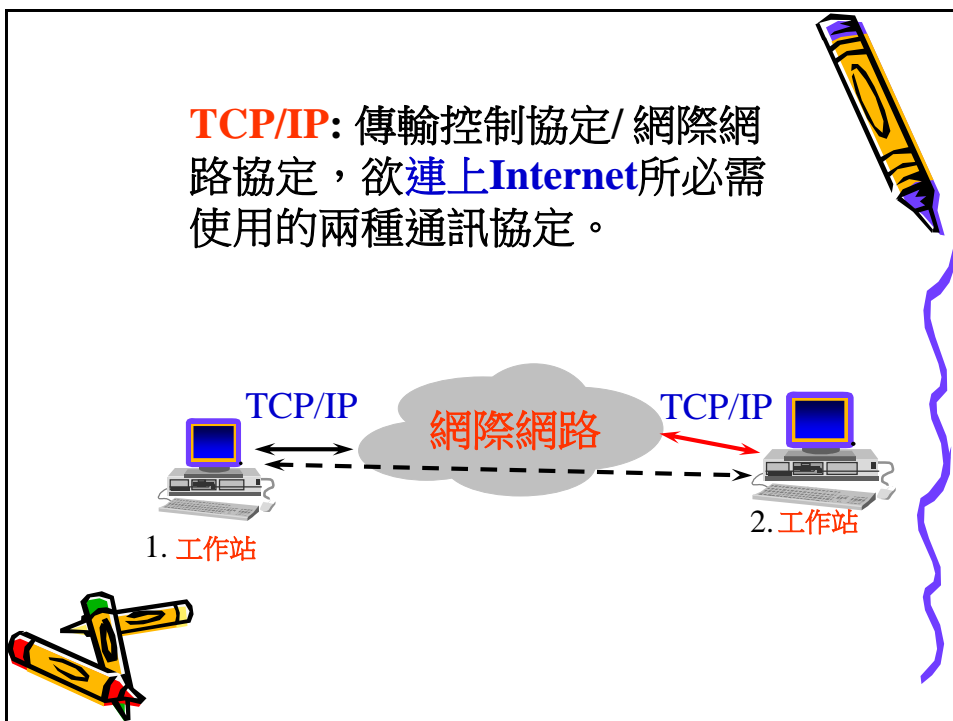 TCP/IP: 傳輸控制協定/ 網際網
路協定，欲連上Internet所必需
使用的兩種通訊協定。
TCP/IP
網際網路
TCP/IP
1. 工作站
2. 工作站